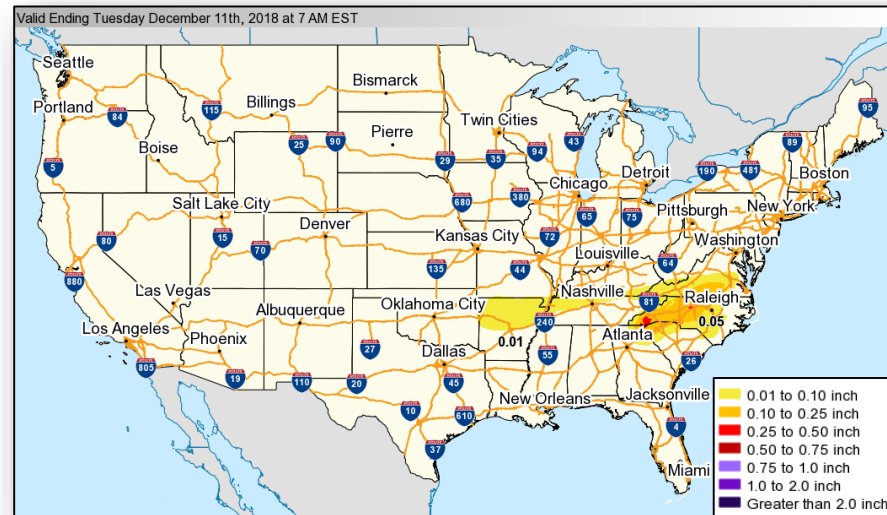 Valid Ending Tuesday December 11th, 2018 at 7 AM EST
Seattle
Portland
84
115
Billings
Bismarck
Twin Cities
95
5
Boise
25
90
Pierre
29
35
94
43
Chicago
Detroit
190
481
89
Boston
Salt Lake City
680
380
65
75
Pittsburgh
New York
80
15
70
Denver
Kansas City
72
Louisville
64
Washington
880
Las Vegas
135
44
Nashville
81
Raleigh
Los Angeles
Albuquerque
Oklahoma City
240
0.05
Phoenix
27
0.01
Atlanta
805
19
110
20
Dallas
45
55
26
10
610
New Orleans
Jacksonville
37
4
Miami
0.01 to 0.10 inch
0.10 to 0.25 inch
0.25 to 0.50 inch
0.50 to 0.75 inch
0.75 to 1.0 inch
1.0 to 2.0 inch
Greater than 2.0 inch